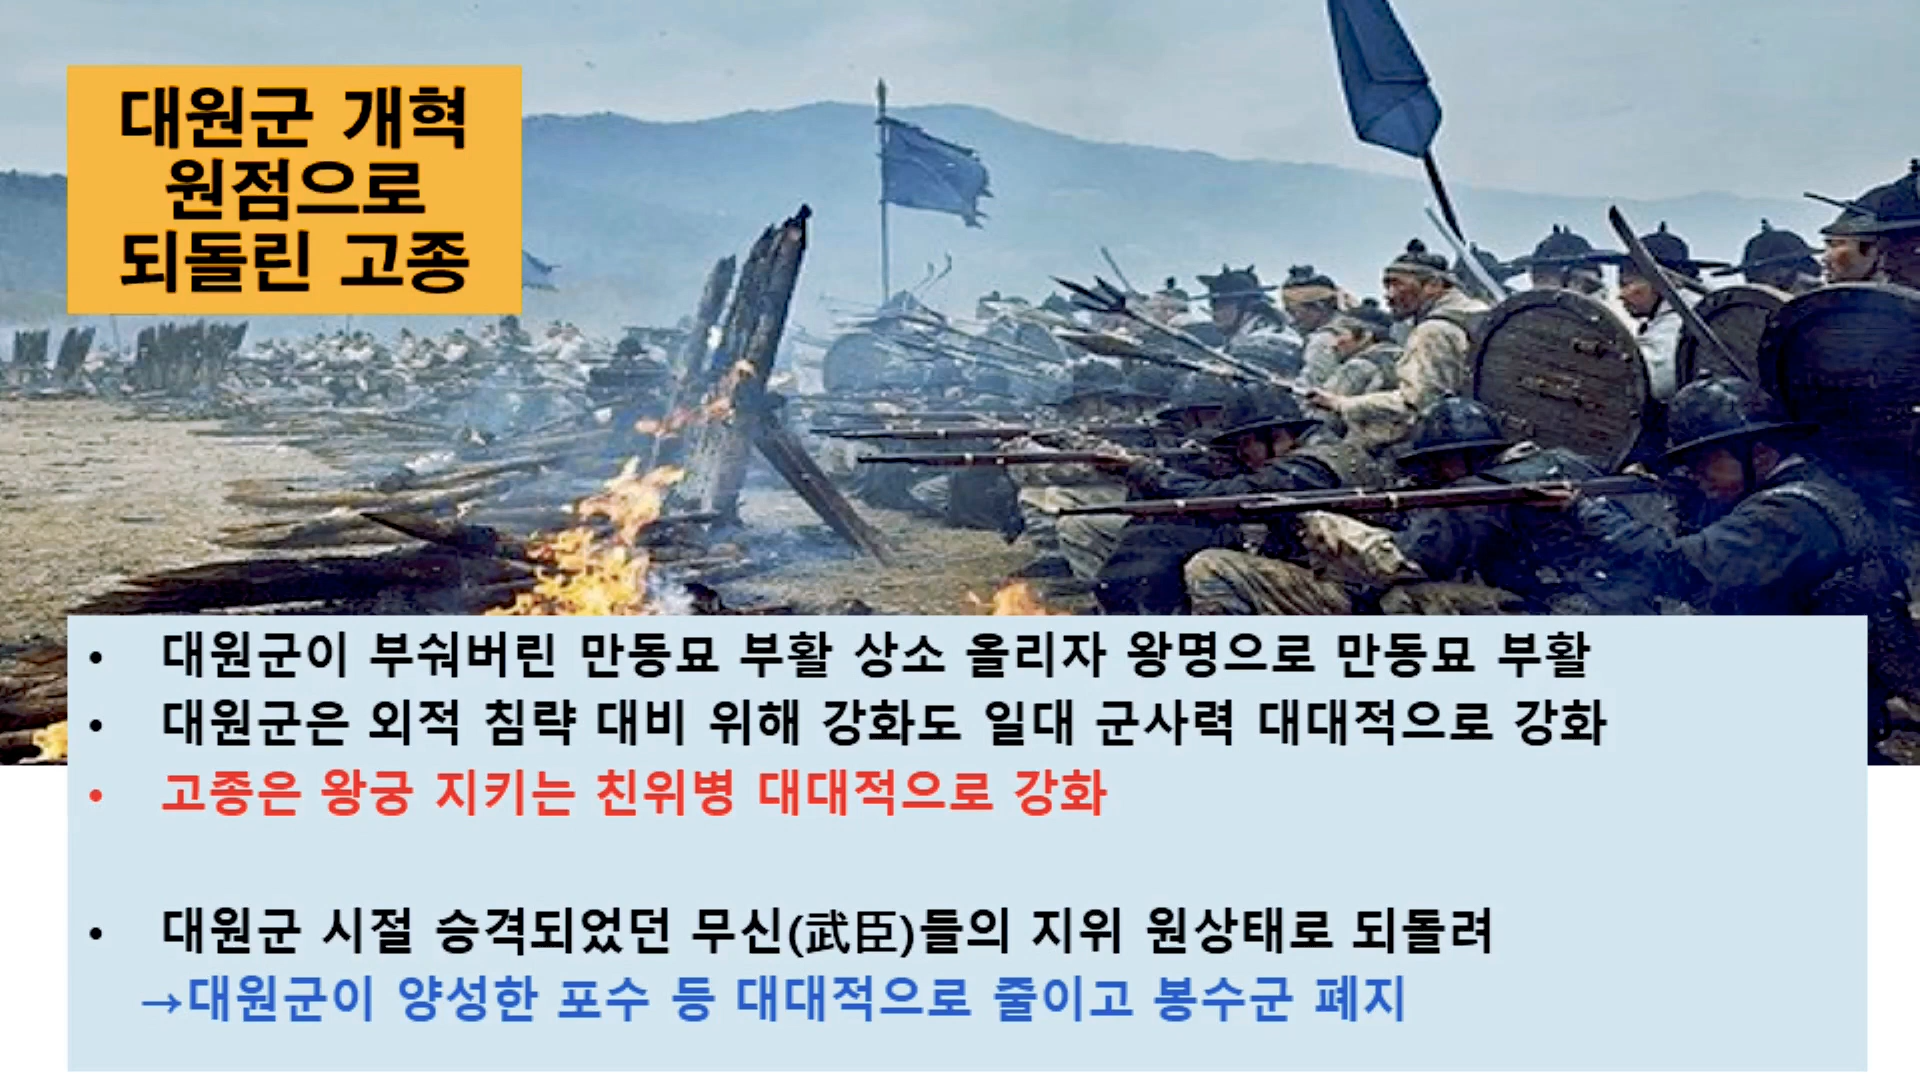 대원군 개혁
원점으로
되돌린 고종
• 대원군이 부숴버린 만동묘 부활 상소 올리자 왕명으로 만동묘 부활
• 대원군은 외적 침략 대비 위해 강화도 일대 군사력 대대적으로 강화
• 고종은 왕궁 지키는 친위병 대대적으로 강화
• 대원군 시절 승격되었던 무신(武臣)들의 지위 원상태로 되돌려
→대원군이 양성한 포수 등 대대적으로 줄이고 봉수군 폐지